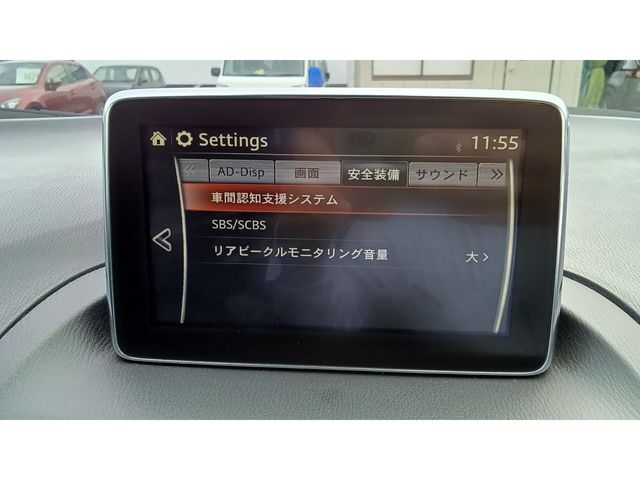 Settings 11:55
AD-Disp 画面 安全装備 サウンド
車間認知支援システム
SBS/SCBS
リアビークルモニタリング音量 大